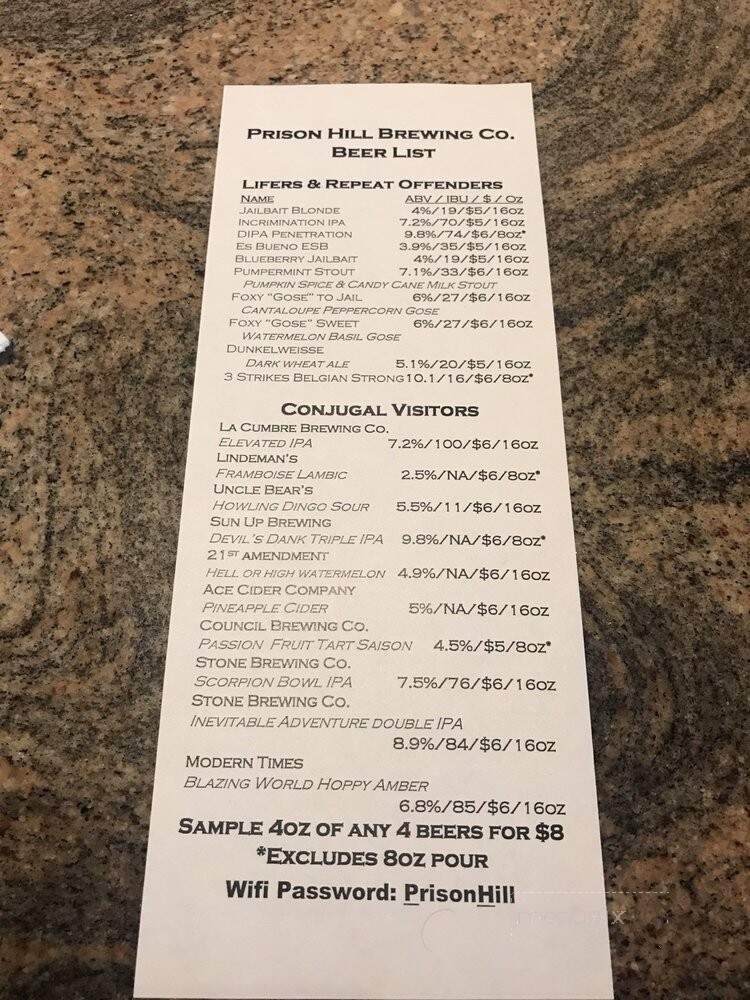 PRISON HILL BREWING CO.
BEER LIST
LIFERS & REPEAT OFFENDERS
NAME ABV / IBU / $ / OZ
JAILBAIT BLONDE 4%/19/$5/16OZ
INCRIMINATION IPA 7.2%/70/$5/16OZ
DIPA PENETRATION 9.8%/74/$6/8OZ*
ES BUENO ESB 3.9%/35/$5/16OZ
BLUEBERRY JAILBAIT 4%/19/$5/16OZ
PUMPERMINT STOUT 7.1%/33/$6/16OZ
PUMPKIN SPICE & CANDY CANE MILK STOUT
FOXY "GOSE" TO JAIL 6%/27/$6/16OZ
CANTALOUPE PEPPERCORN GOSE
FOXY "GOSE" SWEET 6%/27/$6/16OZ
WATERMELON BASIL GOSE
DUNKELWEISSE
DARK WHEAT ALE 5.1%/20/$5/16OZ
3 STRIKES BELGIAN STRONG 10.1/16/$6/8OZ*
CONJUGAL VISITORS
LA CUMBRE BREWING CO.
ELEVATED IPA 7.2%/100/$6/16OZ
LINDEMAN'S
FRAMBOISE LAMBIC 2.5%/NA/$6/8OZ*
UNCLE BEAR'S
HOWLING DINGO SOUR 5.5%/11/$6/16OZ
SUN UP BREWING
DEVIL'S DANK TRIPLE IPA 9.8%/NA/$6/8OZ*
21ST AMENDMENT
HELL OR HIGH WATERMELON 4.9%/NA/$6/16OZ
ACE CIDER COMPANY
PINEAPPLE CIDER 5%/NA/$6/16OZ
COUNCIL BREWING CO.
PASSION FRUIT TART SAISON 4.5%/$5/8OZ*
STONE BREWING CO.
SCORPION BOWL IPA 7.5%/76/$6/16OZ
STONE BREWING CO.
INEVITABLE ADVENTURE DOUBLE IPA
8.9%/84/$6/16OZ
MODERN TIMES
BLAZING WORLD HOPPY AMBER
6.8%/85/$6/16OZ
SAMPLE 4OZ OF ANY 4 BEERS FOR $8
*EXCLUDES 8OZ POUR
Wifi Password: PrisonHill